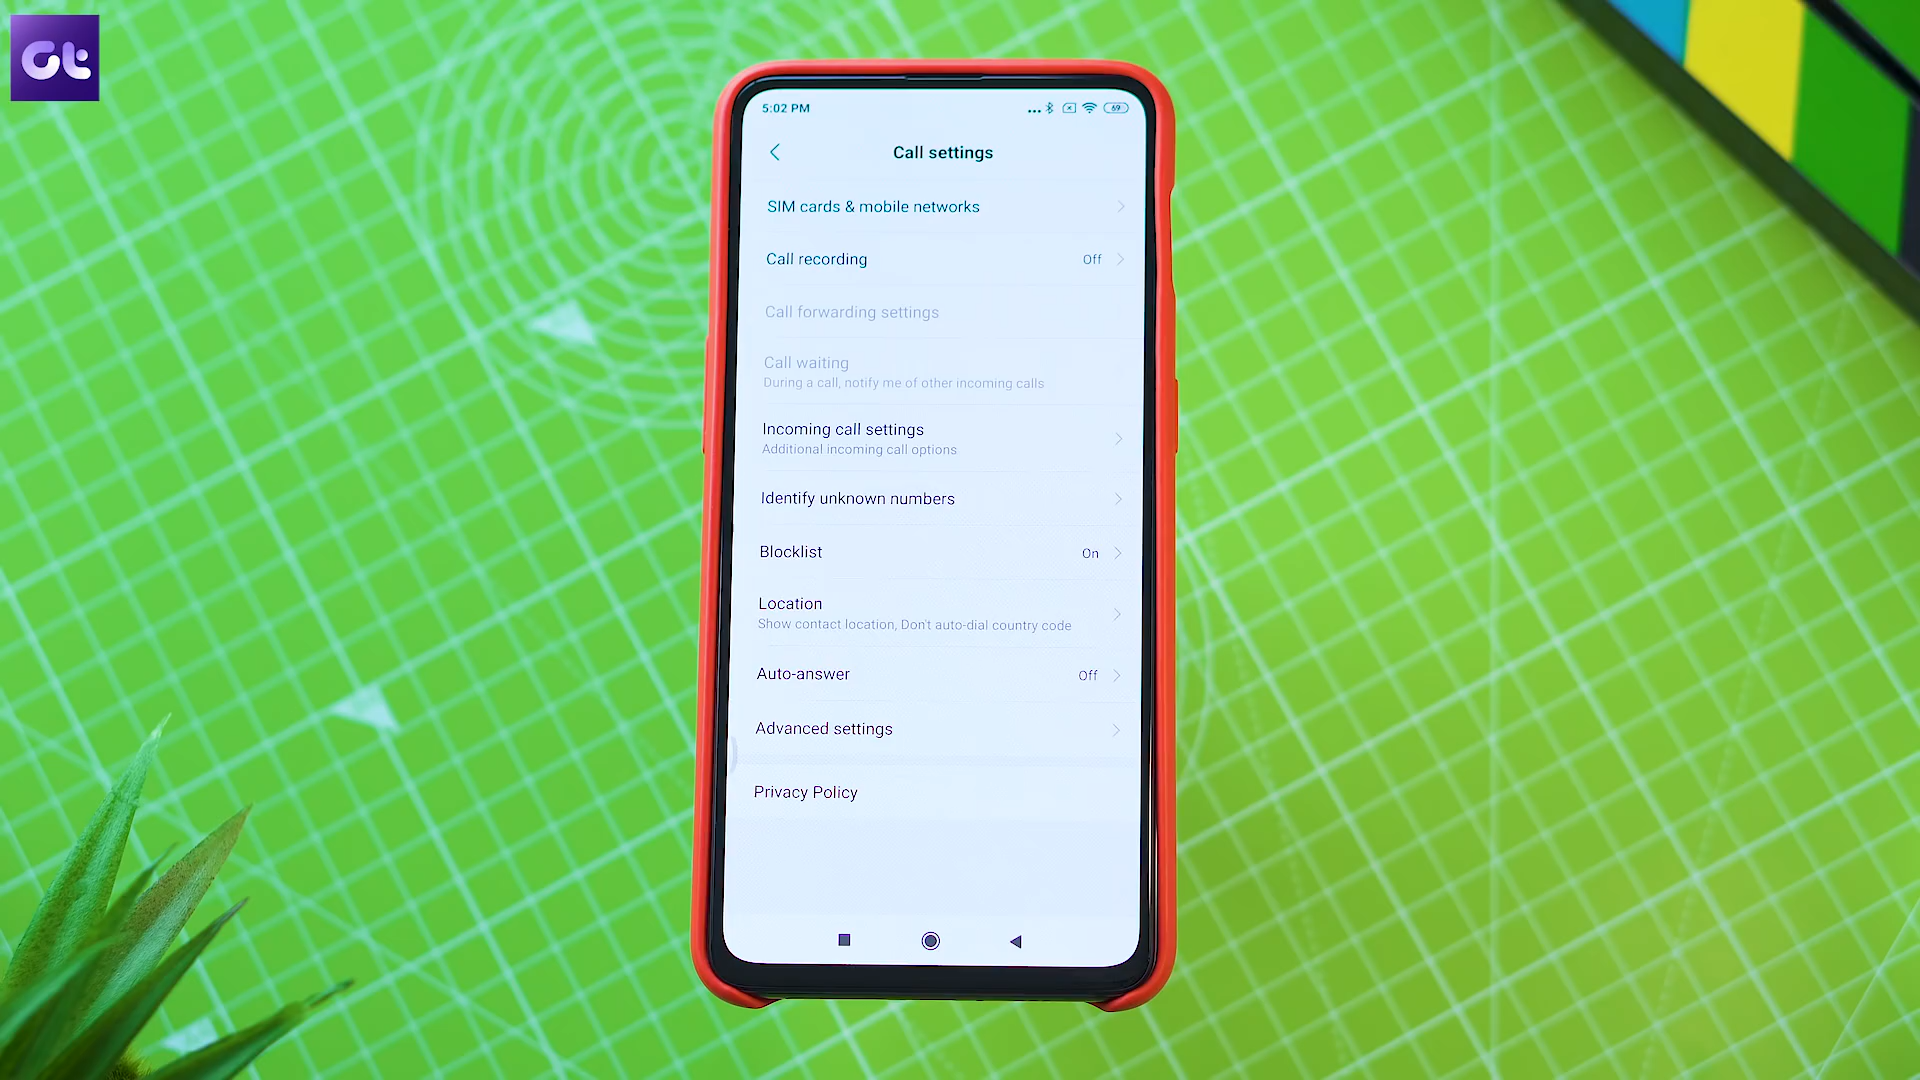 Gt
5:02 PM
69
Call settings
SIM cards & mobile networks
Call recording
Off
Call forwarding settings
Call waiting
During a call, notify me of other incoming calls
Incoming call settings
Additional incoming call options
Identify unknown numbers
Blocklist
On
Location
Show contact location, Don't auto-dial country code
Auto-answer
Off
Advanced settings
Privacy Policy